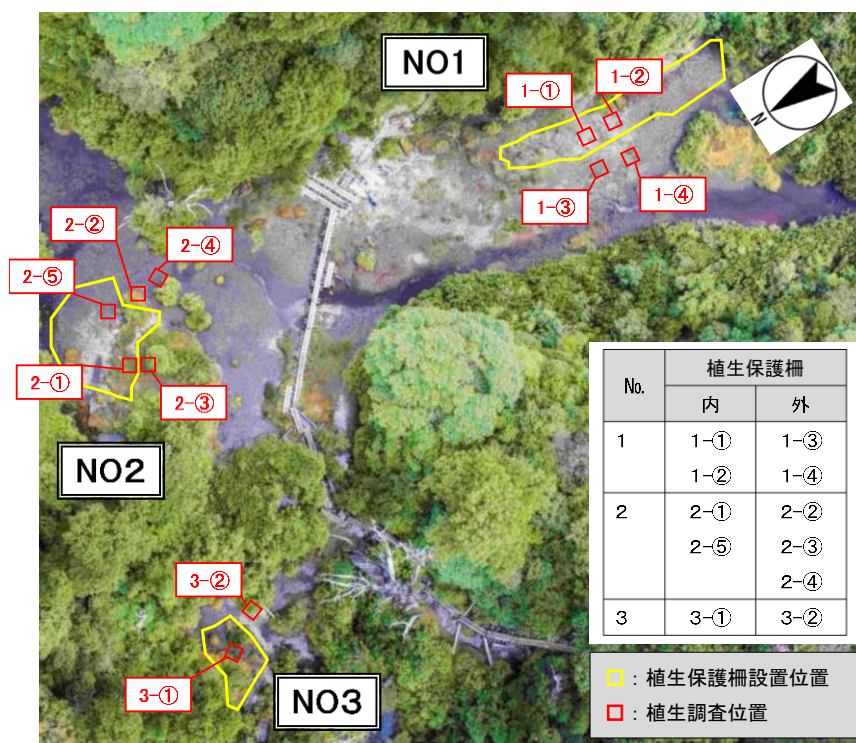 NO1
1-②
1-①
N
1-③
1-④
2-②
2-④
2-⑤
2-①
2-③
NO2
3-②
3-①
NO3
No. 植生保護柵
内 外
1 1-① 1-③
1-② 1-④
2 2-① 2-②
2-⑤ 2-③
2-④
3 3-① 3-②
：植生保護柵設置位置
：植生調査位置